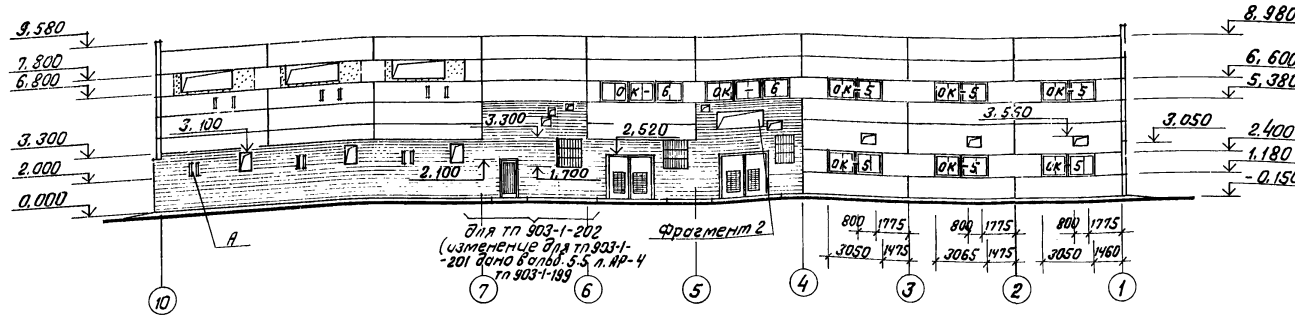 9,580
7.800
6.800
3.300
2.000
0.000
3.100
А
ок-6
ок-6
ок-5
ок-5
ок-5
3.300
2,520
2.100
1.700
3.550
3.050
ок-5
ок-5
ок-5
8,980
6,600
5,380
2.400
1.180
-0.150
для тп 903-1-202
(изменение для тп 903-1-
-201 дано в альб. 5.5 л. АР-4
тп 903-1-199
Фрагмент 2
800 1775 800 1775 800 1775
3050 1475 3065 1475 3050 1460
10 7 6 5 4 3 2 1